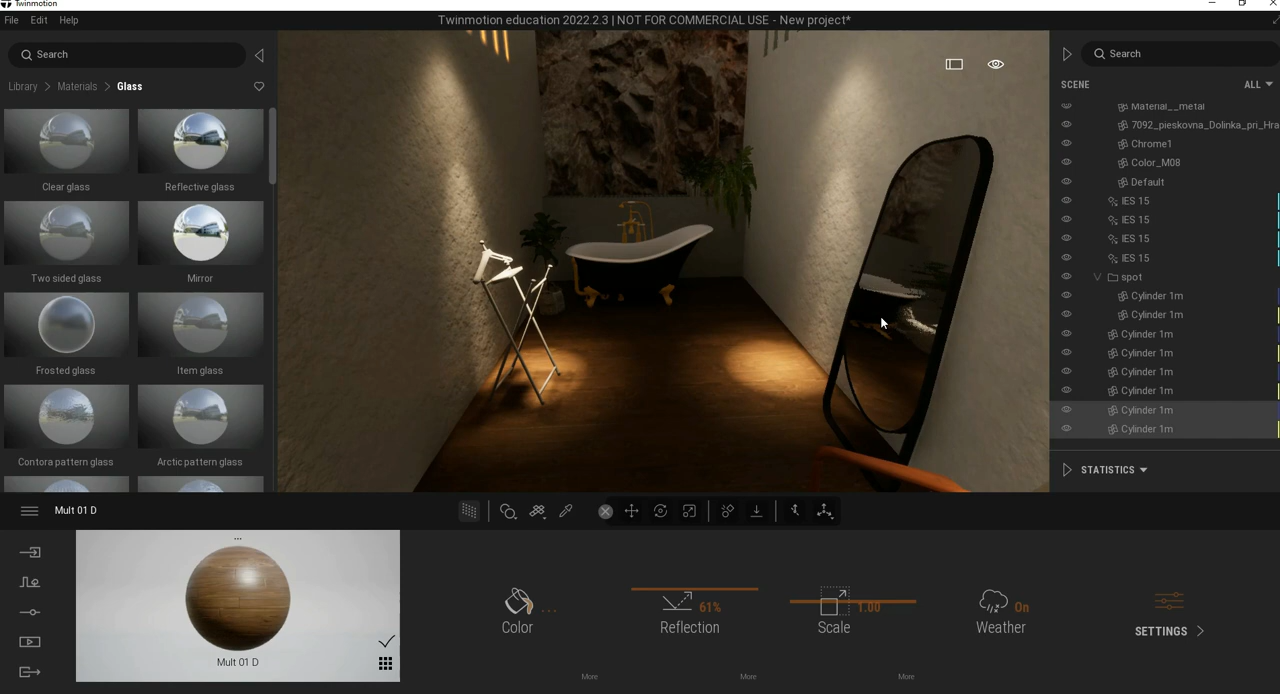 Twinmotion
File Edit Help
Twinmotion education 2022.2.3 | NOT FOR COMMERCIAL USE - New project*
Search
Library > Materials > Glass
Clear glass
Reflective glass
Two sided glass
Mirror
Frosted glass
Item glass
Contora pattern glass
Arctic pattern glass
Search
SCENE
ALL
Material__metal
7092_pieskovna_Dolinka_pri_Hra
Chrome1
Color_M08
Default
IES 15
IES 15
IES 15
IES 15
spot
Cylinder 1m
Cylinder 1m
Cylinder 1m
Cylinder 1m
Cylinder 1m
Cylinder 1m
Cylinder 1m
Cylinder 1m
STATISTICS
Mult 01 D
...
Mult 01 D
Color ...
Reflection 61%
Scale 1.00
Weather On
SETTINGS >
More
More
More